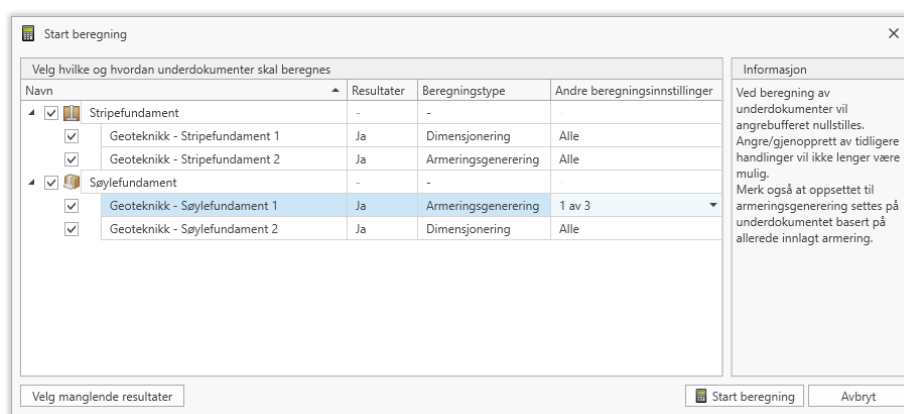 Start beregning
Velg hvilke og hvordan underdokumenter skal beregnes
Navn Resultater Beregningstype Andre beregningsinnstillinger
Stripefundament - - -
Geoteknikk - Stripefundament 1 Ja Dimensjonering Alle
Geoteknikk - Stripefundament 2 Ja Armeringsgenerering Alle
Søylefundament - - -
Geoteknikk - Søylefundament 1 Ja Armeringsgenerering 1 av 3
Geoteknikk - Søylefundament 2 Ja Dimensjonering Alle
Informasjon
Ved beregning av
underdokumenter vil
angrebufferet nullstilles.
Angre/gjenopprett av tidligere
handlinger vil ikke lenger være
mulig.
Merk også at oppsettet til
armeringsgenerering settes på
underdokumentet basert på
allerede innlagt armering.
Velg manglende resultater
Start beregning
Avbryt